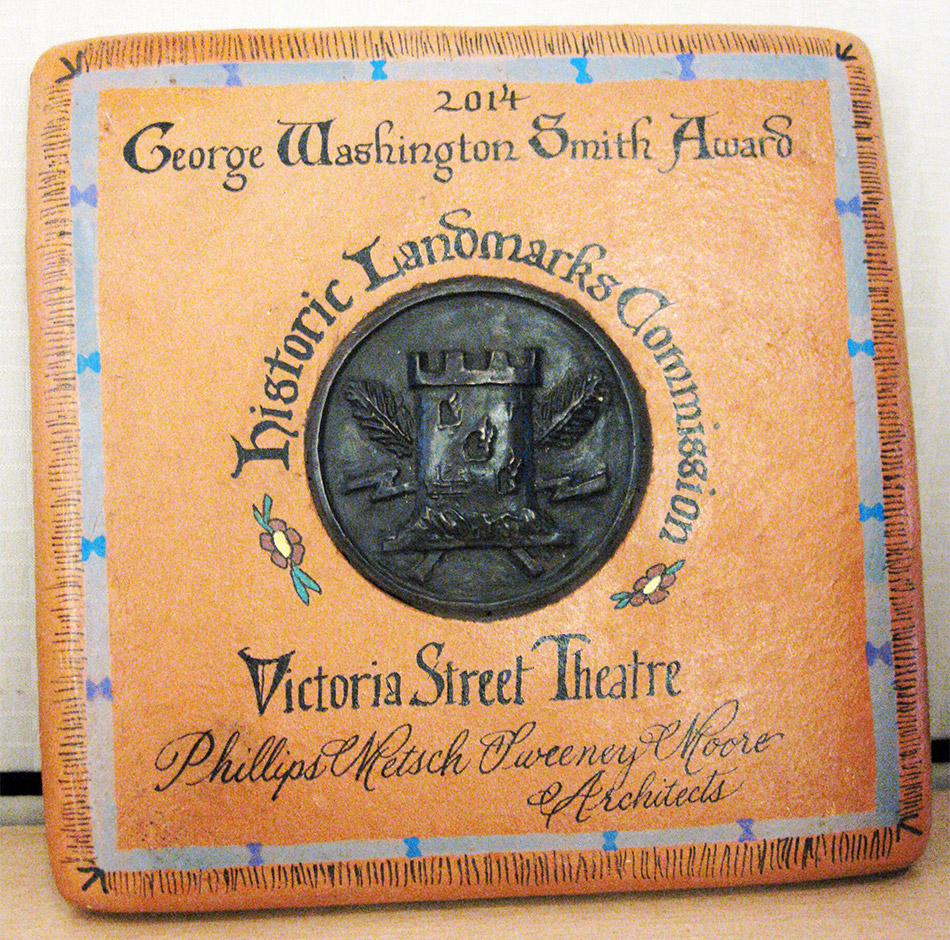 2014
George Washington Smith Award
Historic Landmarks Commission
Victoria Street Theatre
Phillips Metsch Sweeney Moore
Architects